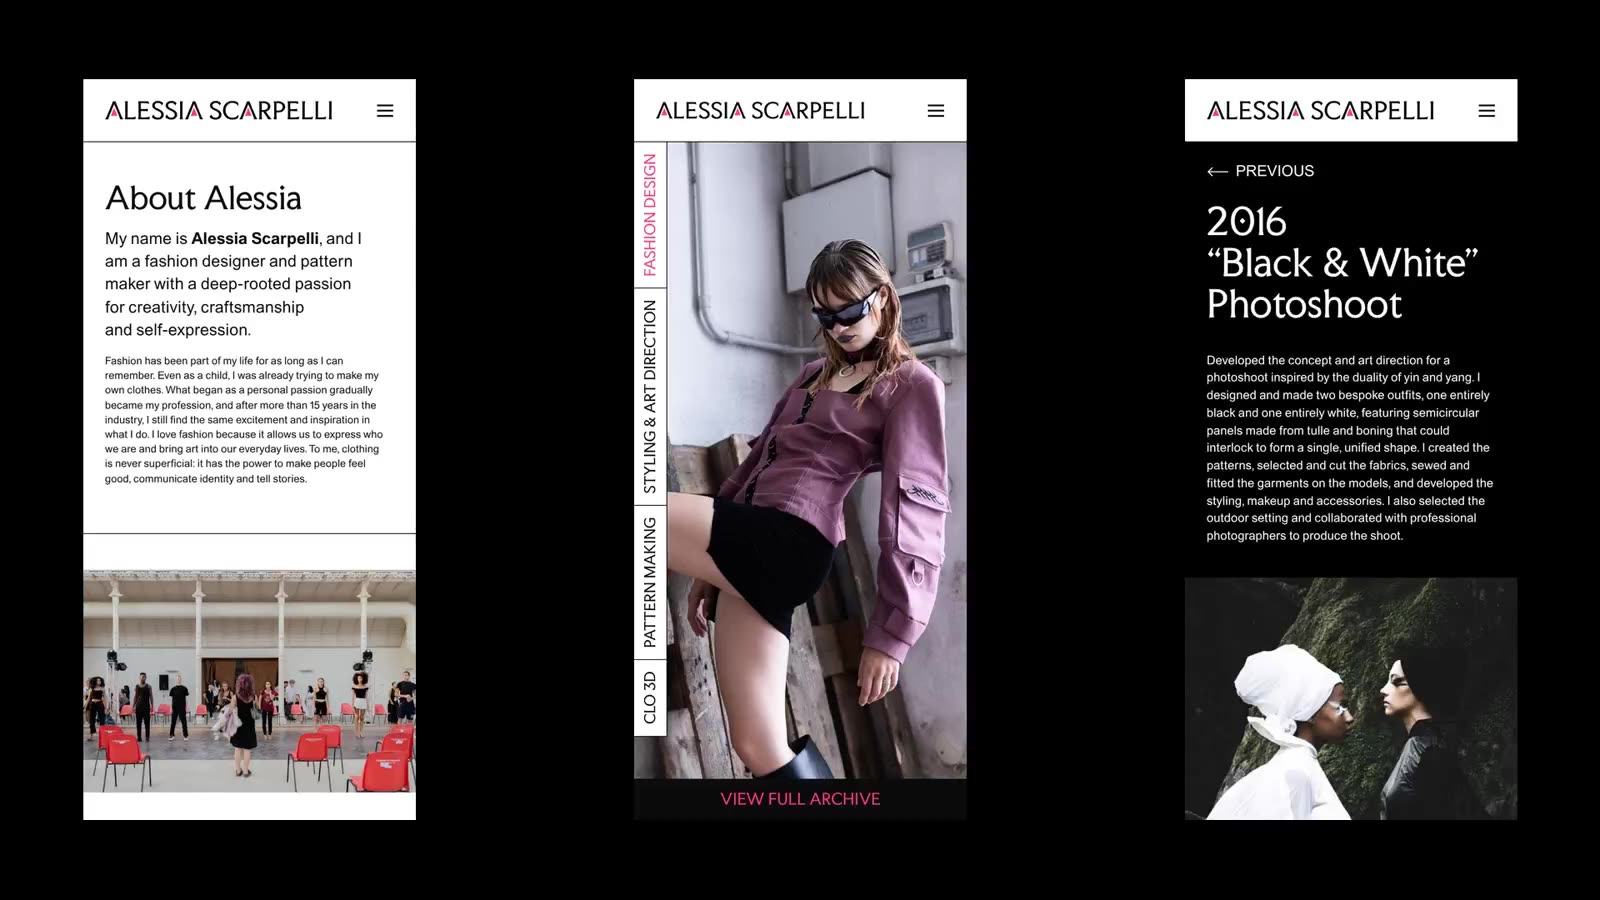 ALESSIA SCARPELLI
About Alessia
My name is Alessia Scarpelli, and I
am a fashion designer and pattern
maker with a deep-rooted passion
for creativity, craftsmanship
and self-expression.
Fashion has been part of my life for as long as I can
remember. Even as a child, I was already trying to make my
own clothes. What began as a personal passion gradually
became my profession, and after more than 15 years in the
industry, I still find the same excitement and inspiration in
what I do. I love fashion because it allows us to express who
we are and bring art into our everyday lives. To me, clothing
is never superficial: it has the power to make people feel
good, communicate identity and tell stories.
ALESSIA SCARPELLI
FASHION DESIGN
STYLING & ART DIRECTION
PATTERN MAKING
CLO 3D
VIEW FULL ARCHIVE
ALESSIA SCARPELLI
← PREVIOUS
2016
“Black & White”
Photoshoot
Developed the concept and art direction for a
photoshoot inspired by the duality of yin and yang. I
designed and made two bespoke outfits, one entirely
black and one entirely white, featuring semicircular
panels made from tulle and boning that could
interlock to form a single, unified shape. I created the
patterns, selected and cut the fabrics, sewed and
fitted the garments on the models, and developed the
styling, makeup and accessories. I also selected the
outdoor setting and collaborated with professional
photographers to produce the shoot.